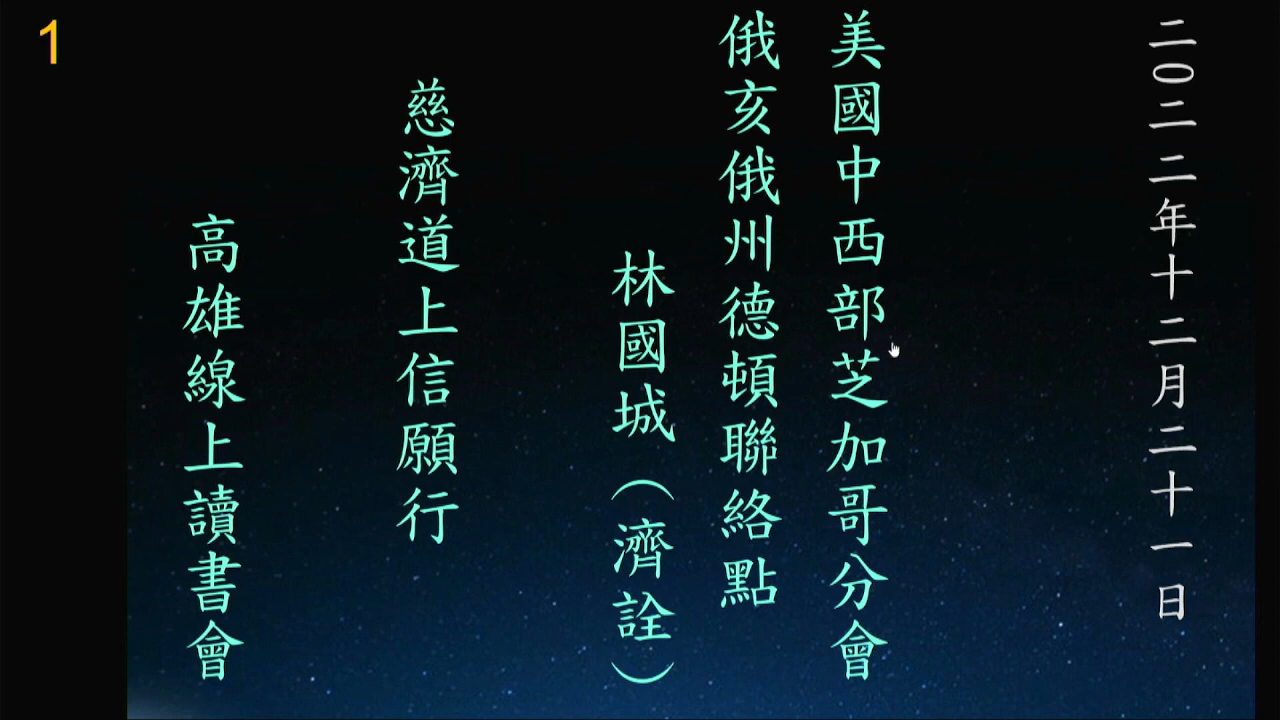 1
二〇二二年十二月二十一日
美國中西部芝加哥分會
俄亥俄州德頓聯絡點
林國城（濟詮）
慈濟道上信願行
高雄線上讀書會